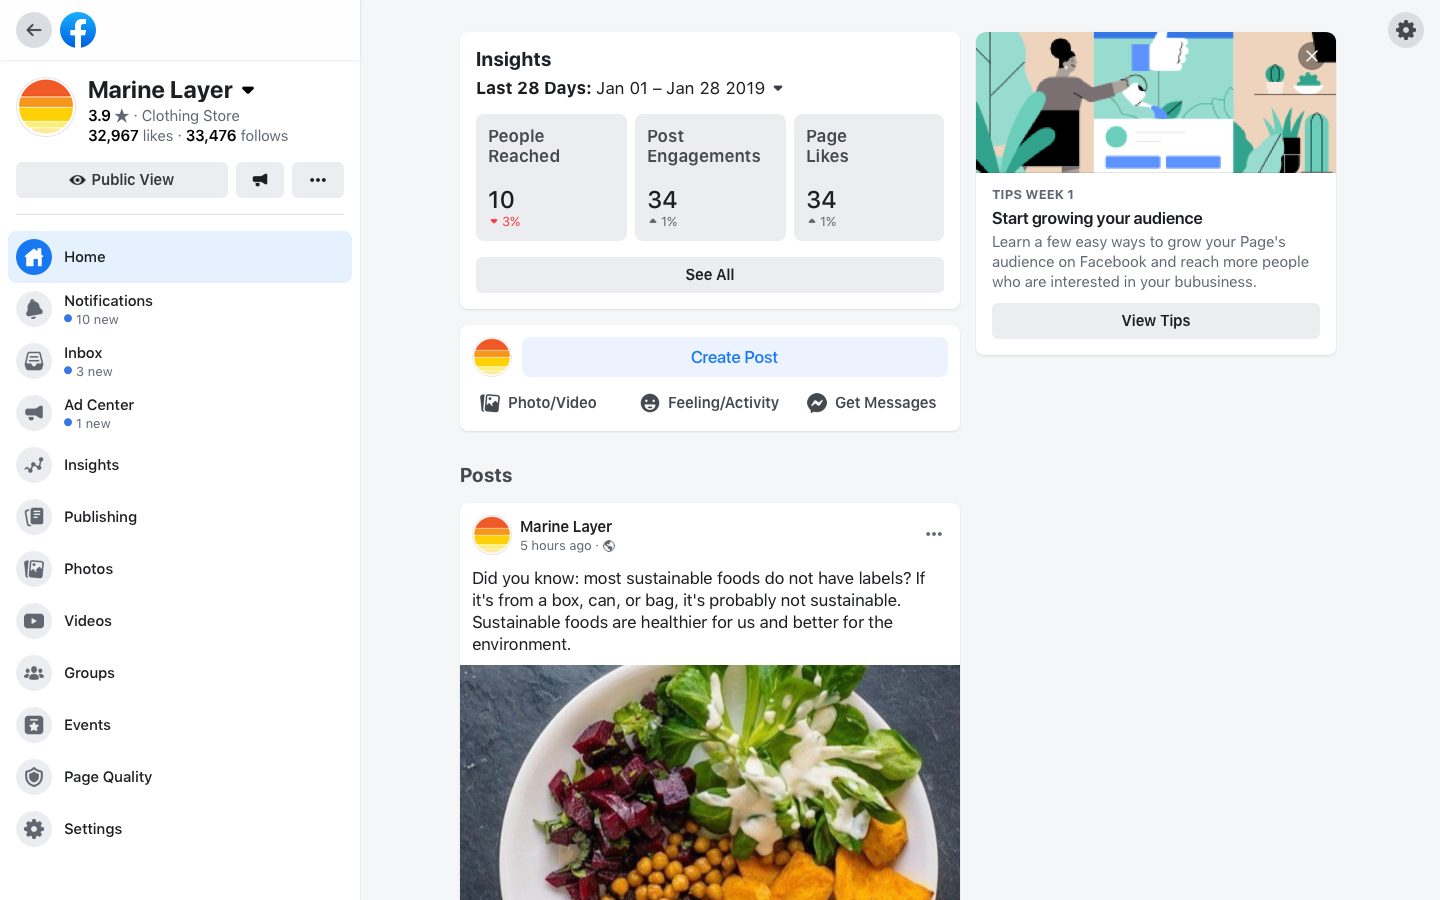 Marine Layer
3.9 ★ · Clothing Store
32,967 likes · 33,476 follows
Public View
Home
Notifications
10 new
Inbox
3 new
Ad Center
1 new
Insights
Publishing
Photos
Videos
Groups
Events
Page Quality
Settings
Insights
Last 28 Days: Jan 01 – Jan 28 2019
People
Reached
10
3%
Post
Engagements
34
1%
Page
Likes
34
1%
See All
Create Post
Photo/Video
Feeling/Activity
Get Messages
Posts
Marine Layer
5 hours ago ·
Did you know: most sustainable foods do not have labels? If
it's from a box, can, or bag, it's probably not sustainable.
Sustainable foods are healthier for us and better for the
environment.
TIPS WEEK 1
Start growing your audience
Learn a few easy ways to grow your Page's
audience on Facebook and reach more people
who are interested in your bubusiness.
View Tips